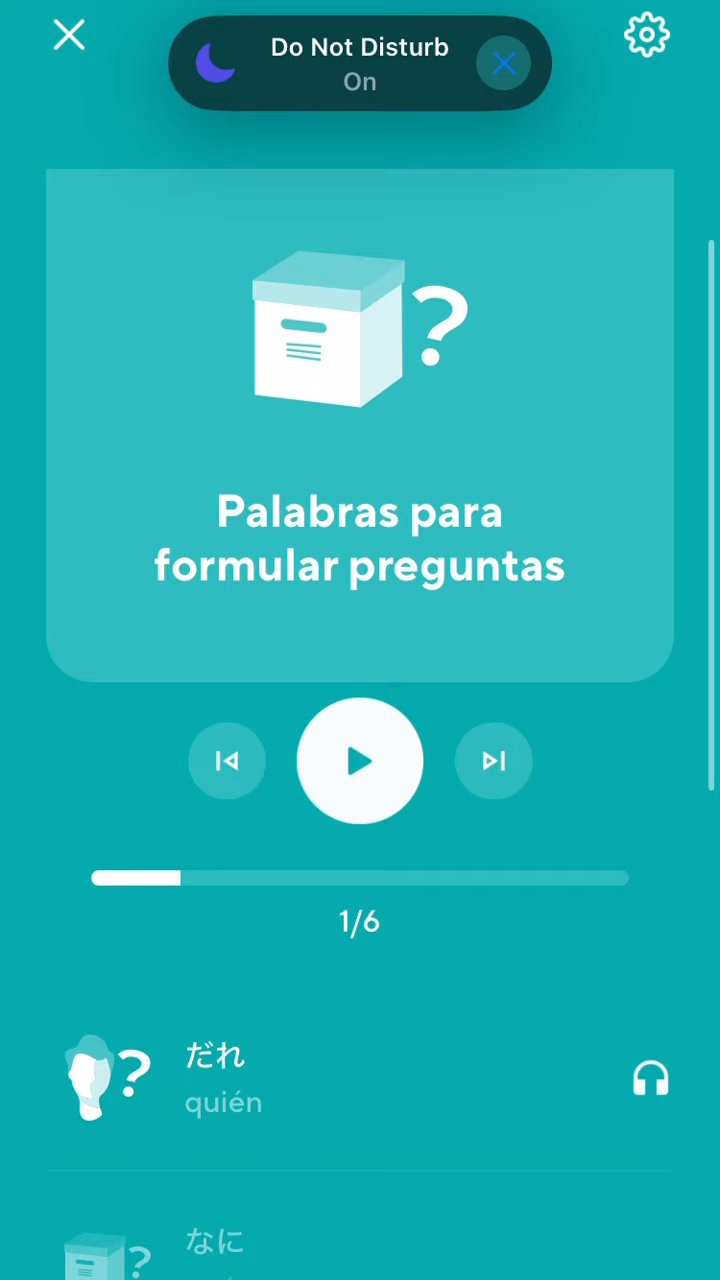 Do Not Disturb
On
Palabras para
formular preguntas
1/6
だれ
quién
なに